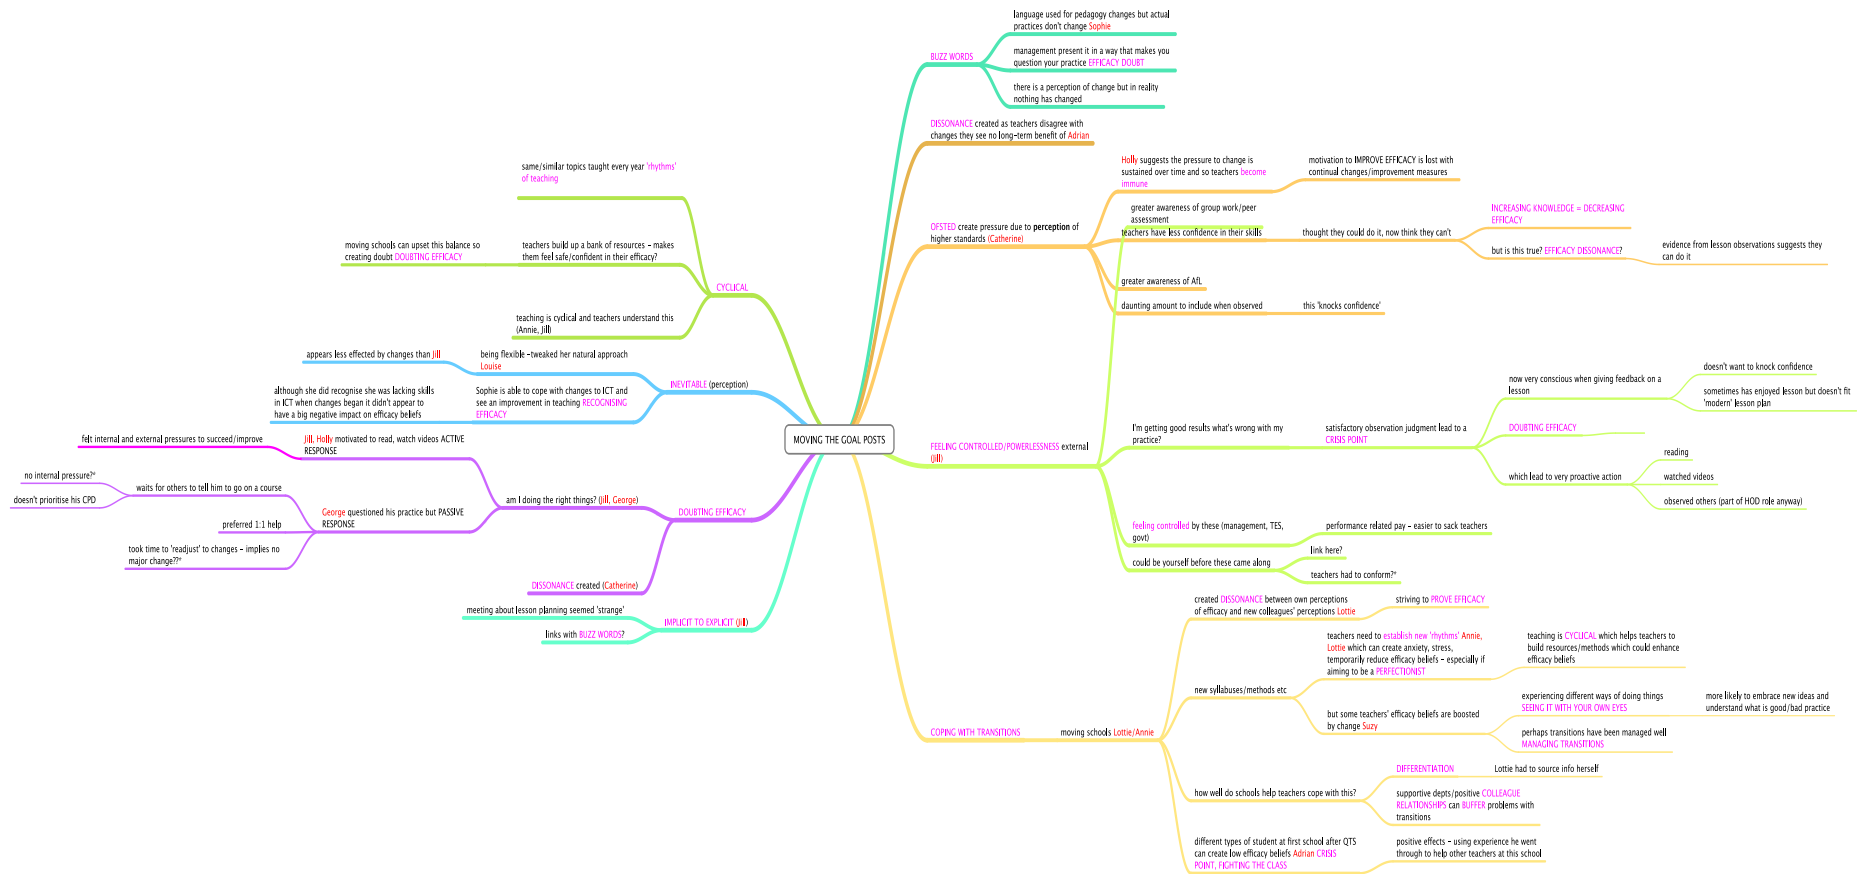 MOVING THE GOAL POSTS
BUZZ WORDS
language used for pedagogy changes but actual
practices don't change Sophie
management present it in a way that makes you
question your practice EFFICACY DOUBT
there is a perception of change but in reality
nothing has changed
DISSONANCE created as teachers disagree with
changes they see no long-term benefit of Adrian
OFSTED create pressure due to perception of
higher standards (Catherine)
Holly suggests the pressure to change is
sustained over time and so teachers become
immune
motivation to IMPROVE EFFICACY is lost with
continual changes/improvement measures
greater awareness of group work/peer
assessment
teachers have less confidence in their skills
thought they could do it, now think they can't
INCREASING KNOWLEDGE = DECREASING
EFFICACY
but is this true? EFFICACY DISSONANCE?
evidence from lesson observations suggests they
can do it
greater awareness of AfL
daunting amount to include when observed
this 'knocks confidence'
FEELING CONTROLLED/POWERLESSNESS external
(Jill)
I'm getting good results what's wrong with my
practice?
satisfactory observation judgment lead to a
CRISIS POINT
now very conscious when giving feedback on a
lesson
doesn't want to knock confidence
sometimes has enjoyed lesson but doesn't fit
'modern' lesson plan
DOUBTING EFFICACY
which lead to very proactive action
reading
watched videos
observed others (part of HOD role anyway)
feeling controlled by these (management, TES,
govt)
performance related pay - easier to sack teachers
could be yourself before these came along
link here?
teachers had to conform?*
COPING WITH TRANSITIONS
moving schools Lottie/Annie
created DISSONANCE between own perceptions
of efficacy and new colleagues' perceptions Lottie
striving to PROVE EFFICACY
new syllabuses/methods etc
teachers need to establish new 'rhythms' Annie,
Lottie which can create anxiety, stress,
temporarily reduce efficacy beliefs - especially if
aiming to be a PERFECTIONIST
teaching is CYCLICAL which helps teachers to
build resources/methods which could enhance
efficacy beliefs
but some teachers' efficacy beliefs are boosted
by change Suzy
experiencing different ways of doing things
SEEING IT WITH YOUR OWN EYES
more likely to embrace new ideas and
understand what is good/bad practice
perhaps transitions have been managed well
MANAGING TRANSITIONS
how well do schools help teachers cope with this?
DIFFERENTIATION
Lottie had to source info herself
supportive depts/positive COLLEAGUE
RELATIONSHIPS can BUFFER problems with
transitions
different types of student at first school after QTS
can create low efficacy beliefs Adrian CRISIS
POINT, FIGHTING THE CLASS
positive effects - using experience he went
through to help other teachers at this school
CYCLICAL
same/similar topics taught every year 'rhythms'
of teaching
teachers build up a bank of resources - makes
them feel safe/confident in their efficacy?
moving schools can upset this balance so
creating doubt DOUBTING EFFICACY
teaching is cyclical and teachers understand this
(Annie, Jill)
INEVITABLE (perception)
being flexible -tweaked her natural approach
Louise
appears less effected by changes than Jill
Sophie is able to cope with changes to ICT and
see an improvement in teaching RECOGNISING
EFFICACY
although she did recognise she was lacking skills
in ICT when changes began it didn't appear to
have a big negative impact on efficacy beliefs
DOUBTING EFFICACY
am I doing the right things? (Jill, George)
Jill, Holly motivated to read, watch videos ACTIVE
RESPONSE
felt internal and external pressures to succeed/improve
George questioned his practice but PASSIVE
RESPONSE
waits for others to tell him to go on a course
no internal pressure?*
doesn't prioritise his CPD
preferred 1:1 help
took time to 'readjust' to changes - implies no
major change??*
DISSONANCE created (Catherine)
IMPLICIT TO EXPLICIT (Jill)
meeting about lesson planning seemed 'strange'
links with BUZZ WORDS?